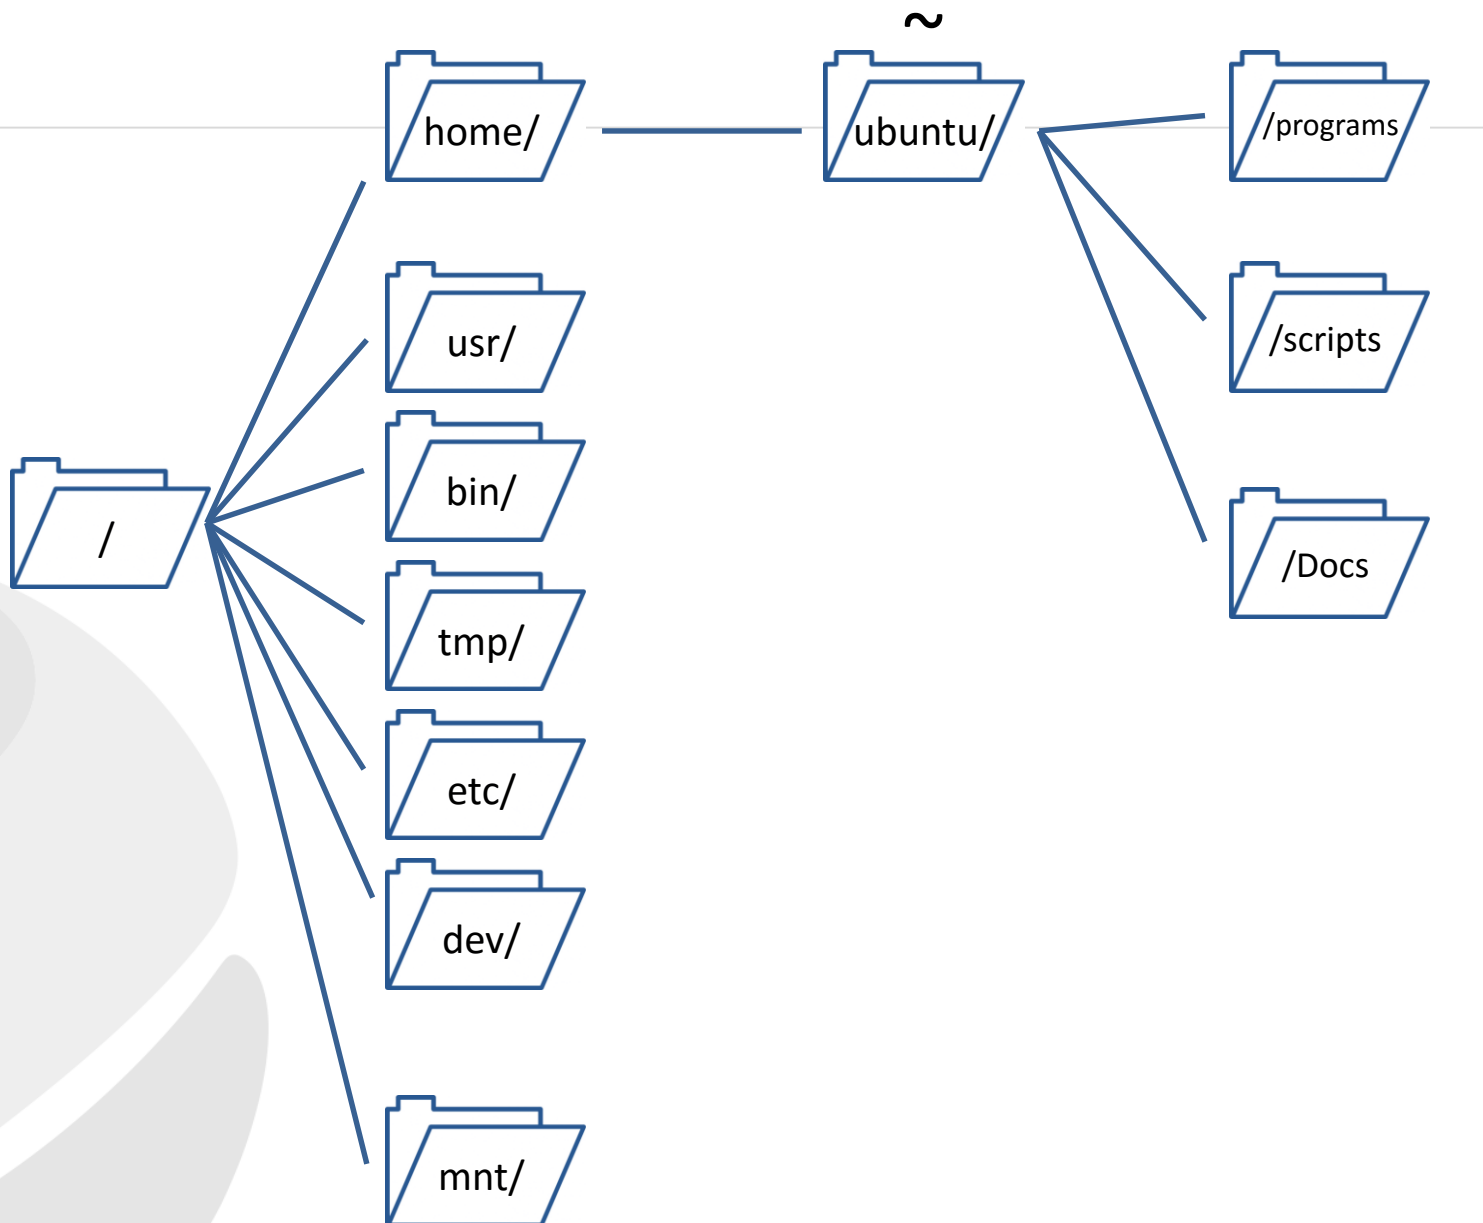 ~
home/
ubuntu/
/programs
usr/
/scripts
bin/
/
/Docs
tmp/
etc/
dev/
mnt/